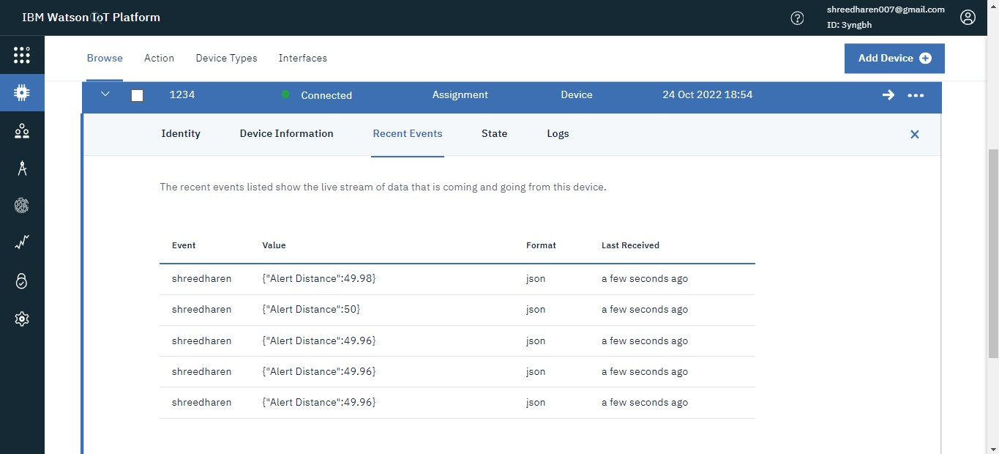 IBM Watson IoT Platform
shreedharen007@gmail.com
ID: 3yngbh
Browse Action Device Types Interfaces Add Device
1234 Connected Assignment Device 24 Oct 2022 18:54
Identity Device Information Recent Events State Logs
The recent events listed show the live stream of data that is coming and going from this device.
Event Value Format Last Received
shreedharen {"Alert Distance":49.98} json a few seconds ago
shreedharen {"Alert Distance":50} json a few seconds ago
shreedharen {"Alert Distance":49.96} json a few seconds ago
shreedharen {"Alert Distance":49.96} json a few seconds ago
shreedharen {"Alert Distance":49.96} json a few seconds ago